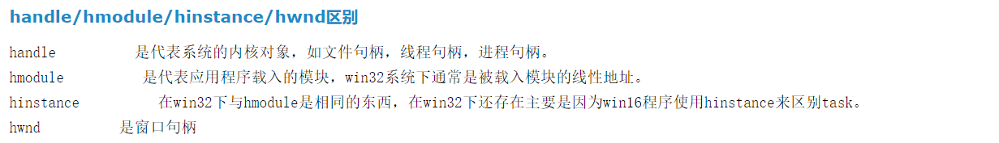 handle/hmodule/hinstance/hwnd区别
handle 是代表系统的内核对象，如文件句柄，线程句柄，进程句柄。
hmodule 是代表应用程序载入的模块，win32系统下通常是被载入模块的线性地址。
hinstance 在win32下与hmodule是相同的东西，在win32下还存在主要是因为win16程序使用hinstance来区别task。
hwnd 是窗口句柄